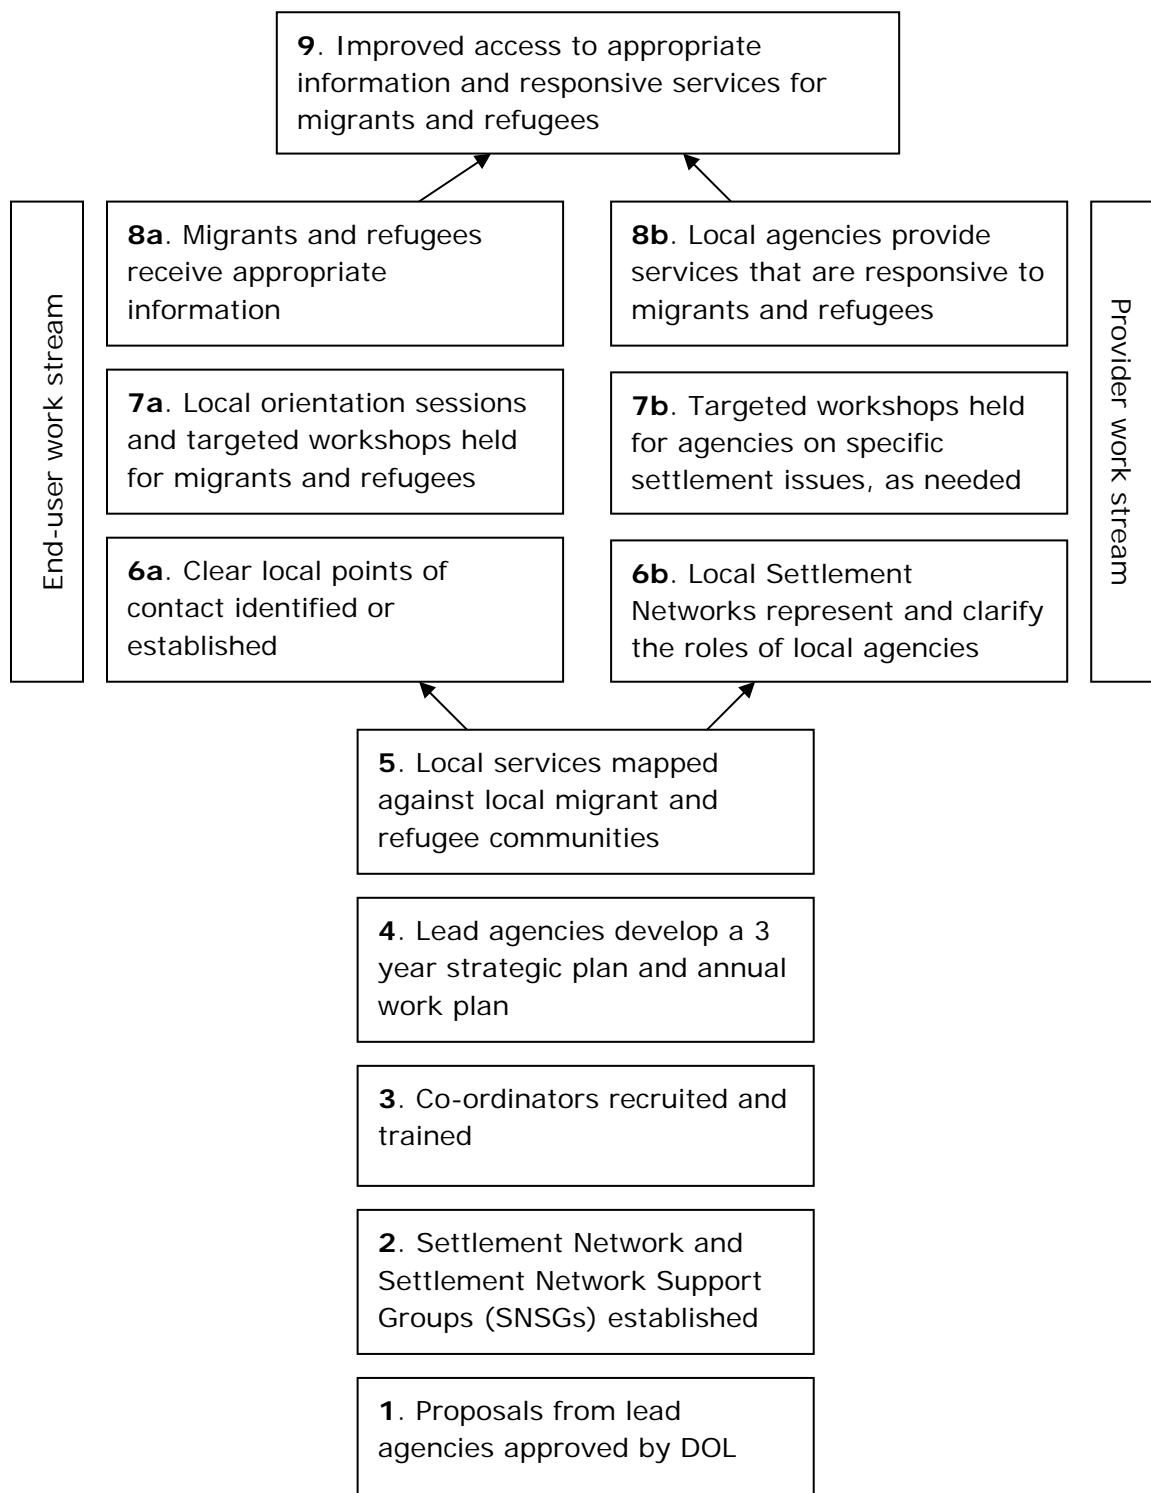 9. Improved access to appropriate
information and responsive services for
migrants and refugees
End-user work stream
8a. Migrants and refugees
receive appropriate
information
8b. Local agencies provide
services that are responsive to
migrants and refugees
Provider work stream
7a. Local orientation sessions
and targeted workshops held
for migrants and refugees
7b. Targeted workshops held
for agencies on specific
settlement issues, as needed
6a. Clear local points of
contact identified or
established
6b. Local Settlement
Networks represent and clarify
the roles of local agencies
5. Local services mapped
against local migrant and
refugee communities
4. Lead agencies develop a 3
year strategic plan and annual
work plan
3. Co-ordinators recruited and
trained
2. Settlement Network and
Settlement Network Support
Groups (SNSGs) established
1. Proposals from lead
agencies approved by DOL